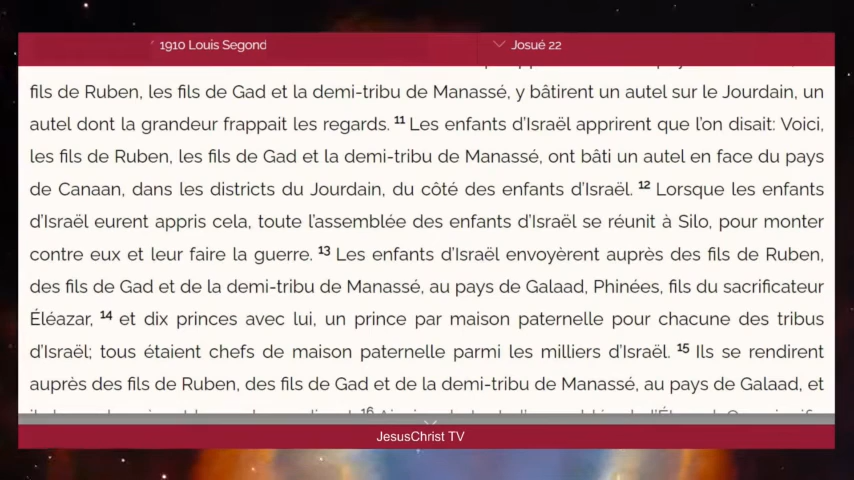 1910 Louis Segond
Josué 22
fils de Ruben, les fils de Gad et la demi-tribu de Manassé, y bâtirent un autel sur le Jourdain, un
autel dont la grandeur frappait les regards. 11 Les enfants d'Israël apprirent que l'on disait: Voici,
les fils de Ruben, les fils de Gad et la demi-tribu de Manassé, ont bâti un autel en face du pays
de Canaan, dans les districts du Jourdain, du côté des enfants d'Israël. 12 Lorsque les enfants
d'Israël eurent appris cela, toute l'assemblée des enfants d'Israël se réunit à Silo, pour monter
contre eux et leur faire la guerre. 13 Les enfants d'Israël envoyèrent auprès des fils de Ruben,
des fils de Gad et de la demi-tribu de Manassé, au pays de Galaad, Phinées, fils du sacrificateur
Éléazar, 14 et dix princes avec lui, un prince par maison paternelle pour chacune des tribus
d'Israël; tous étaient chefs de maison paternelle parmi les milliers d'Israël. 15 Ils se rendirent
auprès des fils de Ruben, des fils de Gad et de la demi-tribu de Manassé, au pays de Galaad, et
16
JesusChrist TV